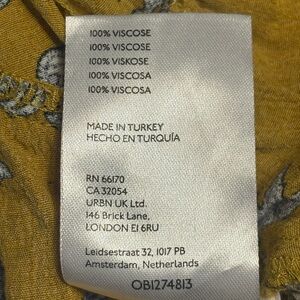 100% VISCOSE
100% VISCOSE
100% VISKOSE
100% VISCOSA
100% VISCOSA
MADE IN TURKEY
HECHO EN TURQUÍA
RN 66170
CA 32054
URBN UK Ltd.
146 Brick Lane,
LONDON E1 6RU
Leidsestraat 32, 1017 PB
Amsterdam, Netherlands
OB1274813